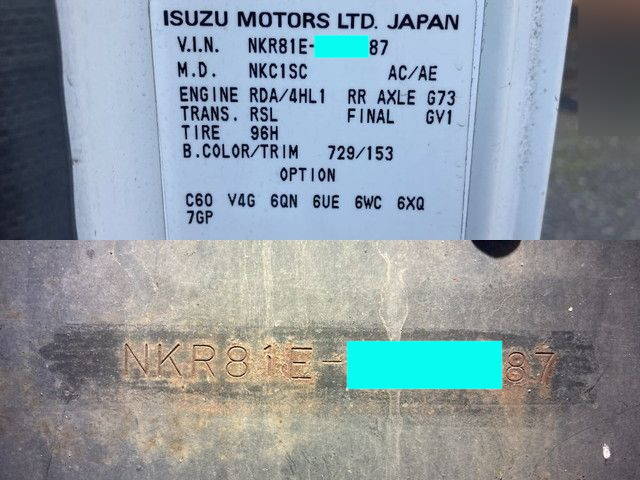 ISUZU MOTORS LTD. JAPAN
V.I.N. NKR81E-87
M.D. NKC1SC AC/AE
ENGINE RDA/4HL1 RR AXLE G73
TRANS. RSL FINAL GV1
TIRE 96H
B.COLOR/TRIM 729/153
OPTION
C60 V4G 6QN 6UE 6WC 6XQ
7GP
NKR81E-87